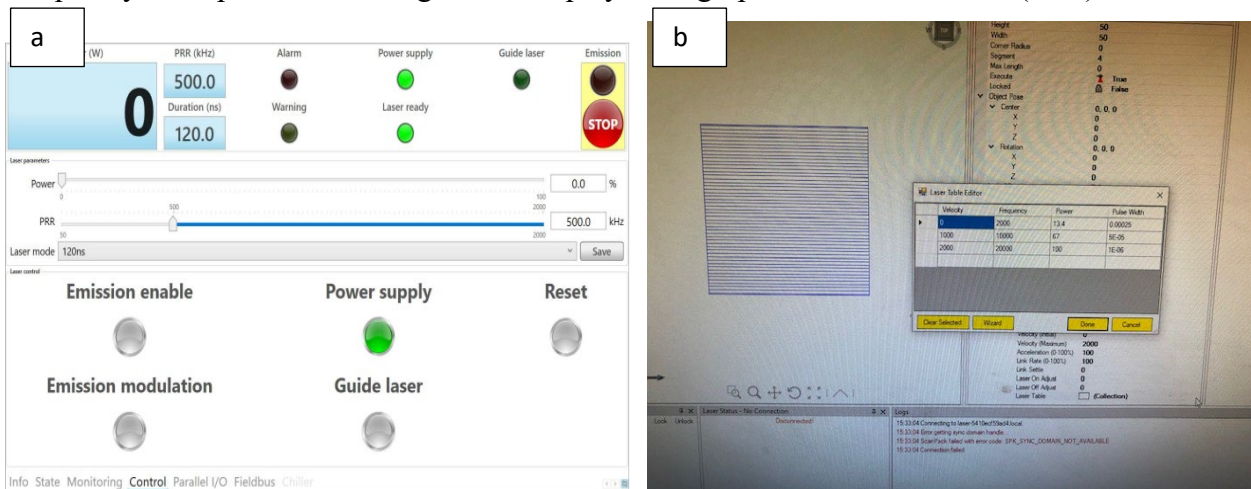 a
(W)
PRR (kHz)
Alarm
Power supply
Guide laser
Emission
0
500.0
Duration (ns)
Warning
Laser ready
120.0
STOP
Laser parameters
Power
0
100
0.0 %
500
2000
PRR
50
2000
500.0 kHz
Laser mode 120ns
Save
Laser control
Emission enable
Power supply
Reset
Emission modulation
Guide laser
Info State Monitoring Control Parallel I/O Fieldbus Chiller
b
TOP
Height 50
Width 50
Corner Radius 0
Segment 4
Max Length 0
Execute True
Locked False
Object Pose
Center 0, 0, 0
X 0
Y 0
Z 0
Rotation 0, 0, 0
X 0
Y 0
Z 0
Laser Table Editor
Velocity Frequency Power Pulse Width
0 2000 13.4 0.00025
1000 10000 67 5E-05
2000 20000 100 1E-06
Clear Selected Wizard Done Cancel
Velocity (Maximum) 2000
Acceleration (0-100%) 100
Link Rate (0-100%) 100
Link Settle 0
Laser On Adjust 0
Laser Off Adjust 0
Laser Table (Collection)
Lock Unlock
Laser Status - No Connection
Disconnected!
Logs
15:33:04 Connecting to laser-5410ecf59ad4.local
15:33:04 Error getting sync domain handle
15:33:04 ScanPack failed with error code: SPK_SYNC_DOMAIN_NOT_AVAILABLE
15:33:04 Connection failed